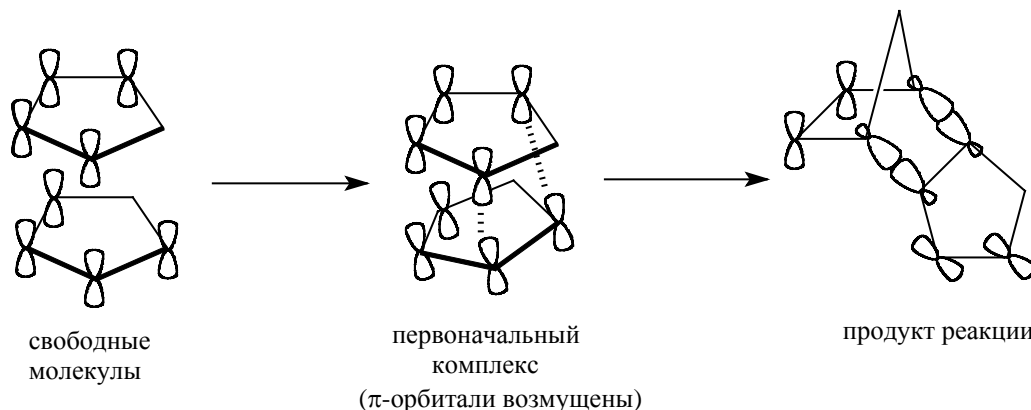 свободные
молекулы
первоначальный
комплекс
(π-орбитали возмущены)
продукт реакции